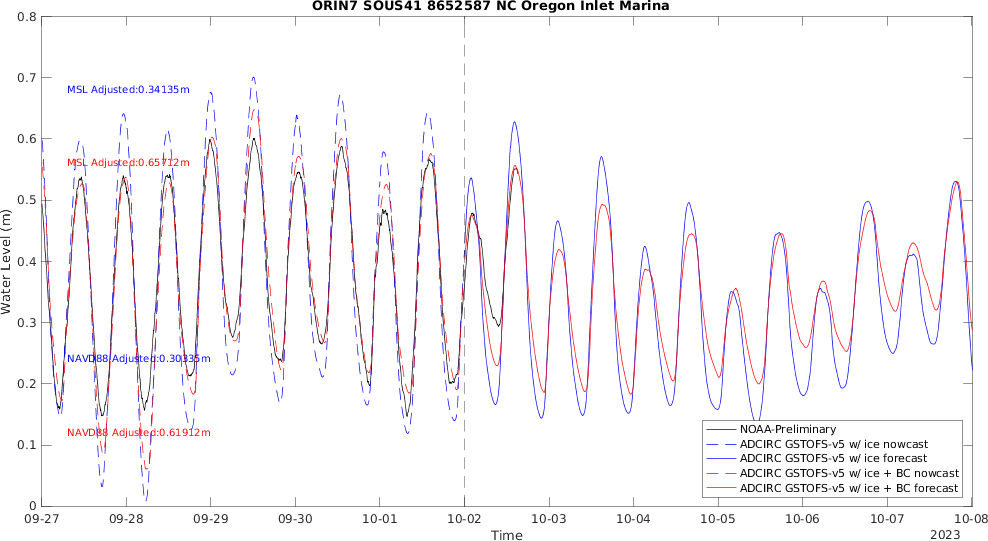 ORIN7 SOUS41 8652587 NC Oregon Inlet Marina
0.8
0.7
0.6
0.5
0.4
0.3
0.2
0.1
0
Water Level (m)
MSL Adjusted:0.34135m
MSL Adjusted:0.65712m
NAVD88 Adjusted:0.30335m
NAVD88 Adjusted:0.61912m
NOAA-Preliminary
ADCIRC GSTOFS-v5 w/ ice nowcast
ADCIRC GSTOFS-v5 w/ ice forecast
ADCIRC GSTOFS-v5 w/ ice + BC nowcast
ADCIRC GSTOFS-v5 w/ ice + BC forecast
09-27 09-28 09-29 09-30 10-01 10-02 10-03 10-04 10-05 10-06 10-07 10-08
Time
2023